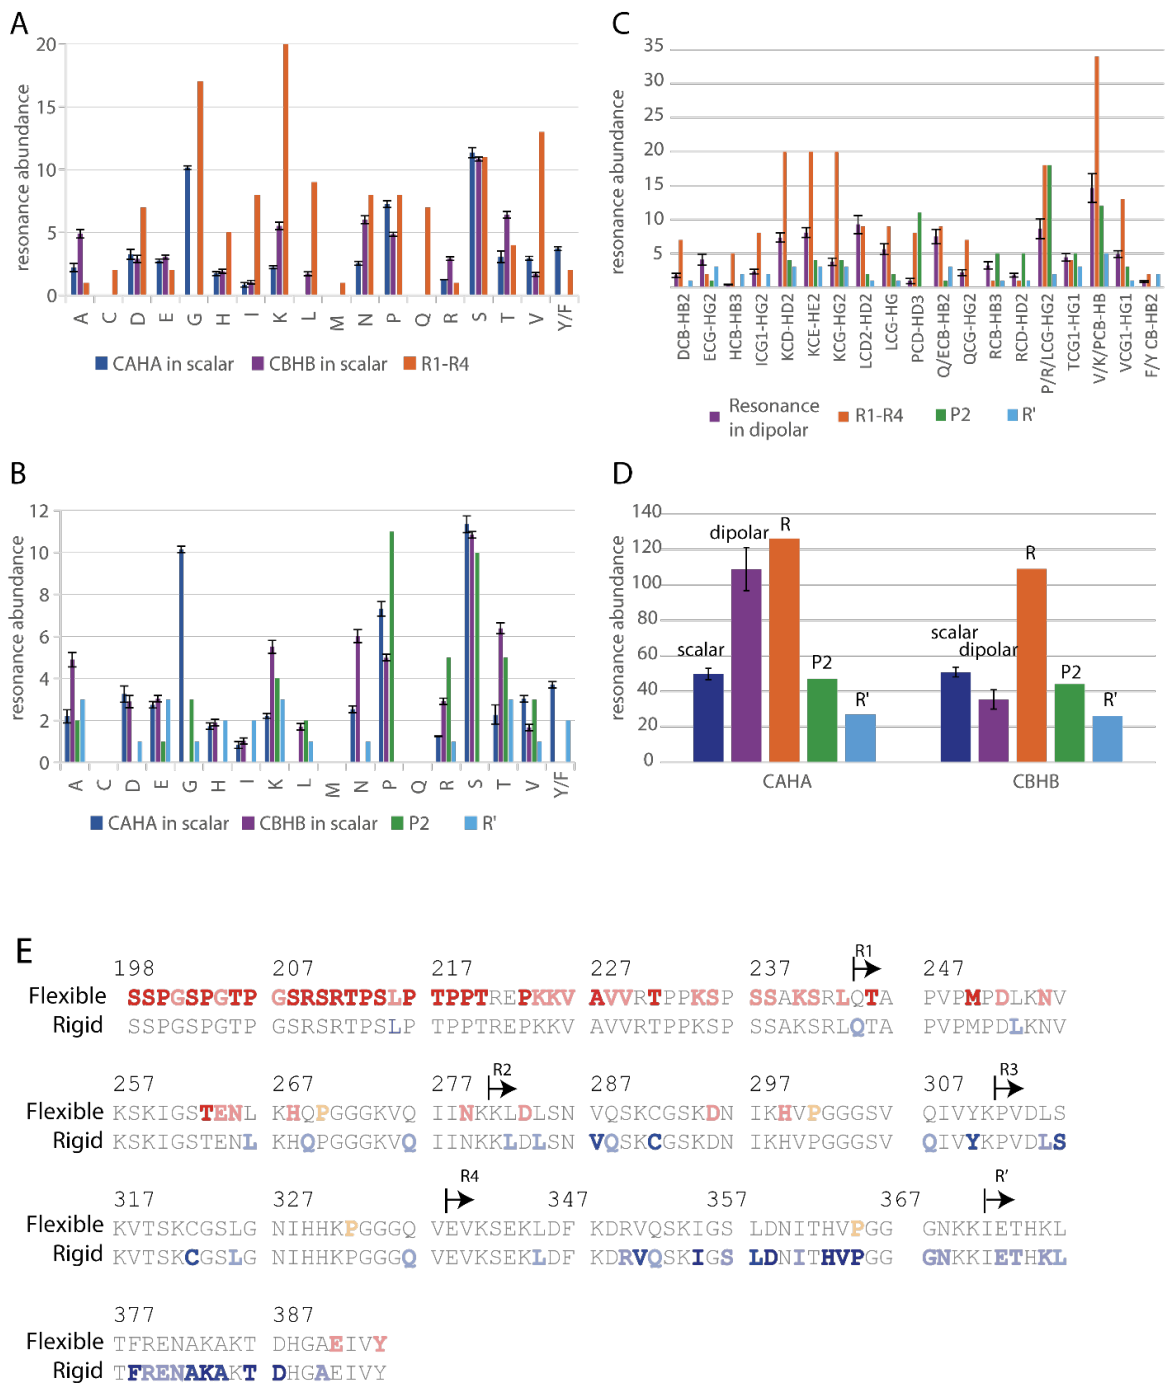 A
resonance abundance
20
15
10
5
0
A C D E G H I K L M N P Q R S T V Y/F
CAHA in scalar CBHB in scalar R1-R4
C
resonance abundance
35
30
25
20
15
10
5
DCB-HB2
ECG-HG2
HCB-HB3
ICG1-HG2
KCD-HD2
KCE-HE2
KCG-HG2
LCD2-HD2
LCG-HG
PCD-HD3
Q/ECB-HB2
QCG-HG2
RCB-HB3
RCD-HD2
P/R/LCG-HG2
TCG1-HG1
V/K/PCB-HB
VCG1-HG1
F/Y CB-HB2
Resonance in dipolar R1-R4 P2 R'
B
resonance abundance
12
10
8
6
4
2
0
A C D E G H I K L M N P Q R S T V Y/F
CAHA in scalar CBHB in scalar P2 R'
D
resonance abundance
140
120
100
80
60
40
20
0
scalar dipolar R P2 R'
scalar dipolar R P2 R'
CAHA CBHB
E
R1
198 207 217 227 237 247
Flexible SSPGSPGTP GSRSRTPSLP TPPTREPKKV AVVRTPPKSP SSAKSRLQTA PVPMPDLKNV
Rigid SSPGSPGTP GSRSRTPSLP TPPTREPKKV AVVRTPPKSP SSAKSRLQTA PVPMPDLKNV
R2 R3
257 267 277 287 297 307
Flexible KSKIGSTENL KHQPGGGKVQ IINKKLDLSN VQSKCGSKDN IKHVPGGGSV QIVYKPVDLS
Rigid KSKIGSTENL KHQPGGGKVQ IINKKLDLSN VQSKCGSKDN IKHVPGGGSV QIVYKPVDLS
R4 R'
317 327 347 357 367
Flexible KVTSKCGSLG NIHHKPGGGQ VEVKSEKLDF KDRVQSKIGS LDNITHVPGG GNKKIETHKL
Rigid KVTSKCGSLG NIHHKPGGGQ VEVKSEKLDF KDRVQSKIGS LDNITHVPGG GNKKIETHKL
377 387
Flexible TFRENAKAKT DHGAEIVY
Rigid TFRENAKAKT DHGAEIVY